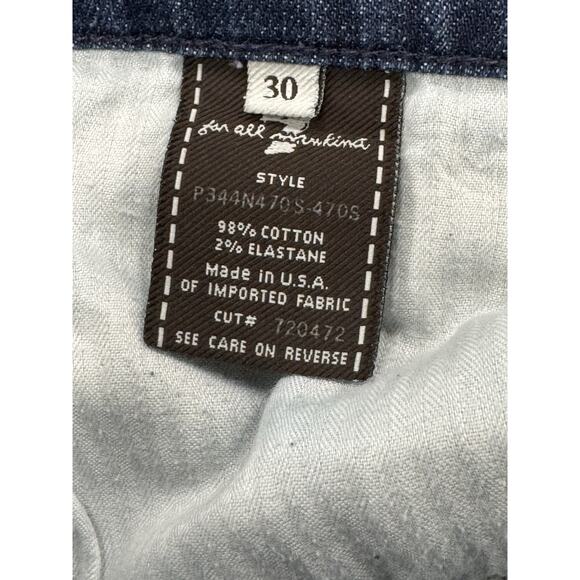 30
for all mankind
STYLE
P344N470S-470S
98% COTTON
2% ELASTANE
Made in U.S.A.
OF IMPORTED FABRIC
CUT# 720472
SEE CARE ON REVERSE